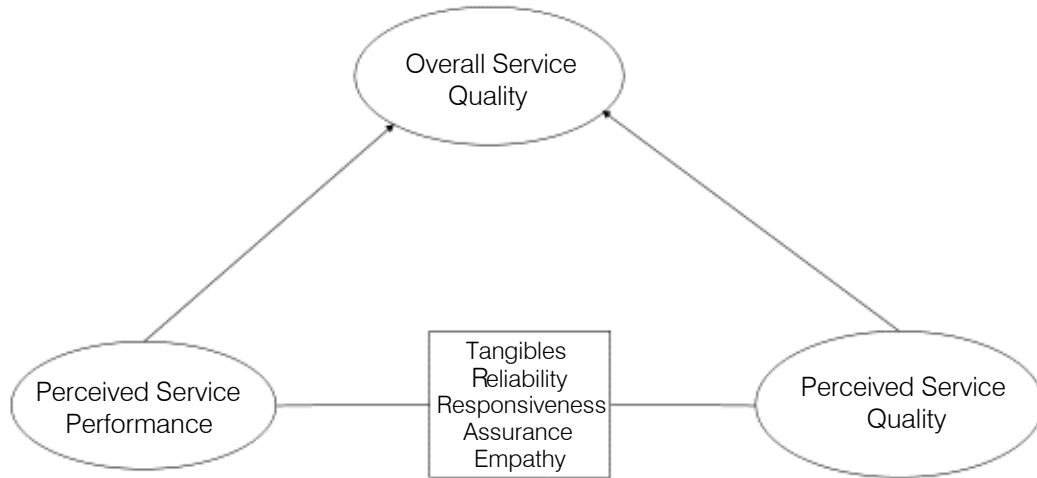 Overall Service
Quality
Perceived Service
Performance
Tangibles
Reliability
Responsiveness
Assurance
Empathy
Perceived Service
Quality